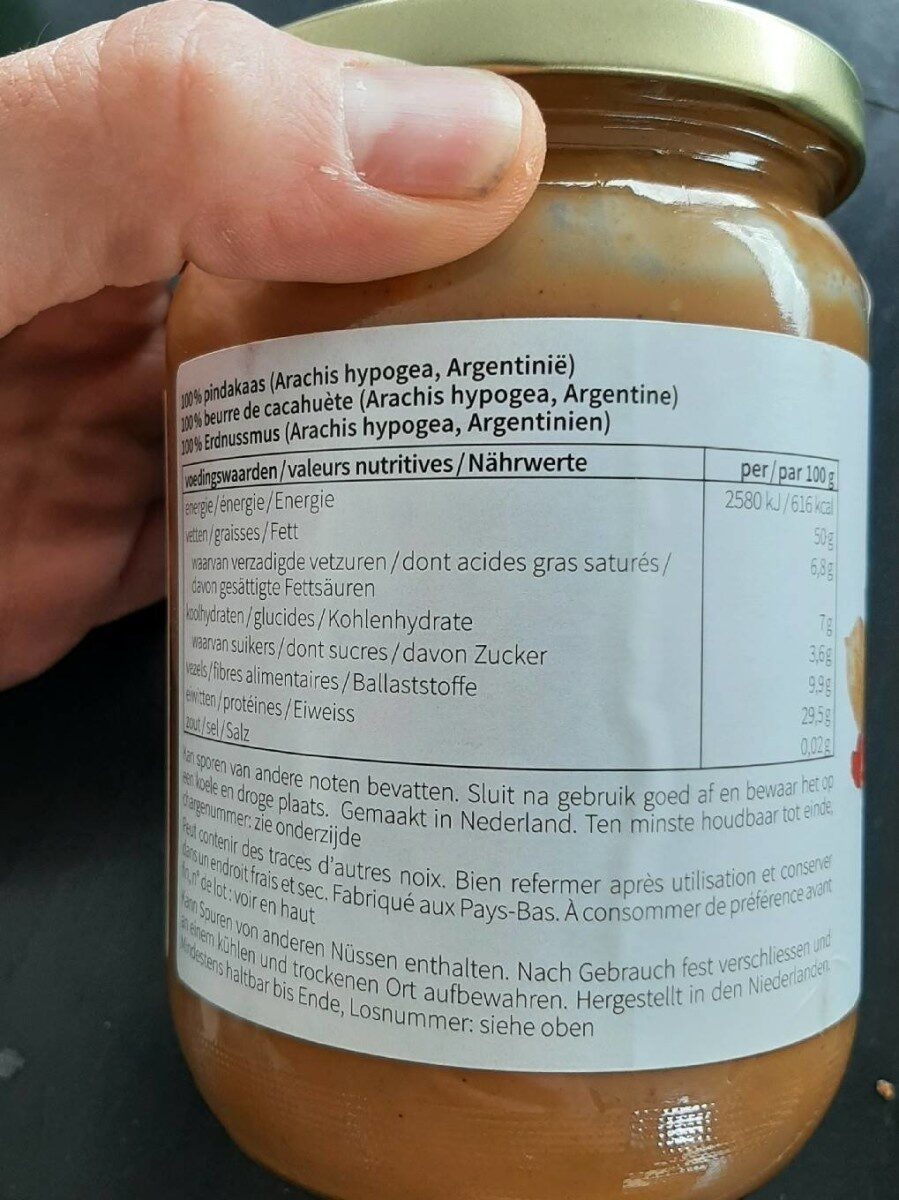 100% pindakaas (Arachis hypogea, Argentinië)
100% beurre de cacahuète (Arachis hypogea, Argentine)
100% Erdnussmus (Arachis hypogea, Argentinien)
voedingswaarden/valeurs nutritives/Nährwerte per/par 100g
energie/énergie/Energie 2580 kJ/616 kcal
vetten/graisses/Fett 50g
waarvan verzadigde vetzuren/dont acides gras saturés/ 6,8g
davon gesättigte Fettsäuren
koolhydraten/glucides/Kohlenhydrate 7g
waarvan suikers/dont sucres/davon Zucker 3,6g
vezels/fibres alimentaires/Ballaststoffe 9,9g
eiwitten/protéines/Eiweiss 29,5g
zout/sel/Salz 0,02g
Kan sporen van andere noten bevatten. Sluit na gebruik goed af en bewaar het op
een koele en droge plaats. Gemaakt in Nederland. Ten minste houdbaar tot einde,
chargenummer: zie onderzijde
Peut contenir des traces d'autres noix. Bien refermer après utilisation et conserver
dans un endroit frais et sec. Fabriqué aux Pays-Bas. À consommer de préférence avant
fin, n° de lot: voir en haut
Kann Spuren von anderen Nüssen enthalten. Nach Gebrauch fest verschliessen und
an einem kühlen und trockenen Ort aufbewahren. Hergestellt in den Niederlanden.
Mindestens haltbar bis Ende, Losnummer: siehe oben